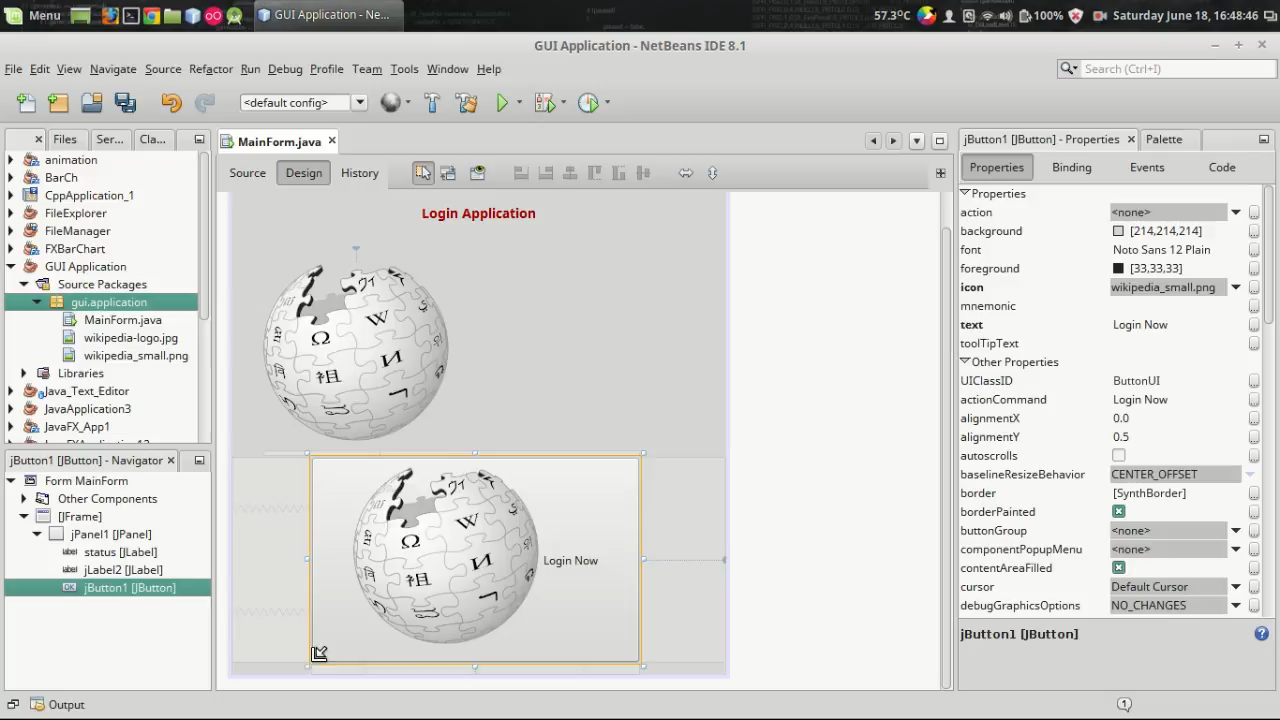 Menu
GUI Application - Ne...
57.3°C
100%
Saturday June 18, 16:48:46
GUI Application - NetBeans IDE 8.1
File Edit View Navigate Source Refactor Run Debug Profile Team Tools Window Help
Search (Ctrl+I)
<default config>
Files Ser... Cla...
MainForm.java
jButton1 [JButton] - Properties
Palette
Source Design History
Properties Binding Events Code
animation
BarCh
CppApplication_1
FileExplorer
FileManager
FXBarChart
GUI Application
Source Packages
gui.application
MainForm.java
wikipedia-logo.jpg
wikipedia_small.png
Libraries
Java_Text_Editor
JavaApplication3
JavaFX_App1
jButton1 [JButton] - Navigator
Form MainForm
Other Components
[JFrame]
jPanel1 [JPanel]
status [JLabel]
jLabel2 [JLabel]
jButton1 [JButton]
Login Application
Ω W И 祖
Login Now
Ω W И 祖
Properties
action <none>
background [214,214,214]
font Noto Sans 12 Plain
foreground [33,33,33]
icon wikipedia_small.png
mnemonic
text Login Now
toolTipText
Other Properties
UIClassID ButtonUI
actionCommand Login Now
alignmentX 0.0
alignmentY 0.5
autoscrolls
baselineResizeBehavior CENTER_OFFSET
border [SynthBorder]
borderPainted
buttonGroup <none>
componentPopupMenu <none>
contentAreaFilled
cursor Default Cursor
debugGraphicsOptions NO_CHANGES
jButton1 [JButton]
Output
1